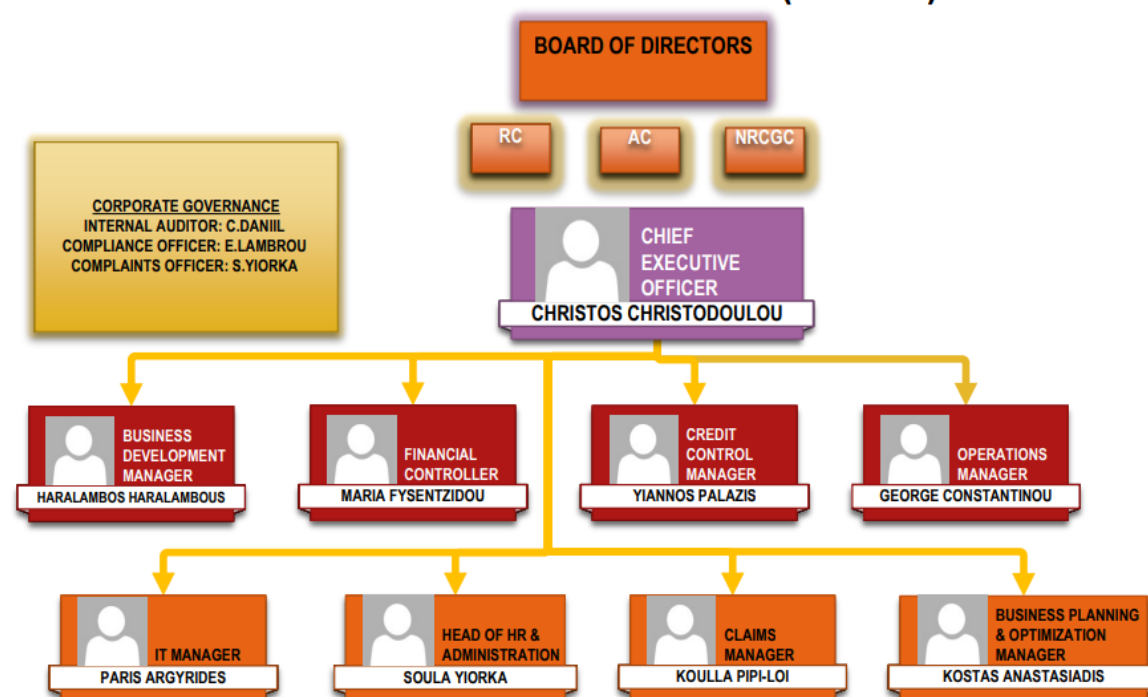 BOARD OF DIRECTORS
RC
AC
NRCGC
CORPORATE GOVERNANCE
INTERNAL AUDITOR: C.DANIIL
COMPLIANCE OFFICER: E.LAMBROU
COMPLAINTS OFFICER: S.YIORKA
CHIEF
EXECUTIVE
OFFICER
CHRISTOS CHRISTODOULOU
BUSINESS
DEVELOPMENT
MANAGER
HARALAMBOS HARALAMBOUS
FINANCIAL
CONTROLLER
MARIA FYSENTZIDOU
CREDIT
CONTROL
MANAGER
YIANNOS PALAZIS
OPERATIONS
MANAGER
GEORGE CONSTANTINOU
IT MANAGER
PARIS ARGYRIDES
HEAD OF HR &
ADMINISTRATION
SOULA YIORKA
CLAIMS
MANAGER
KOULLA PIPI-LOI
BUSINESS PLANNING
& OPTIMIZATION
MANAGER
KOSTAS ANASTASIADIS